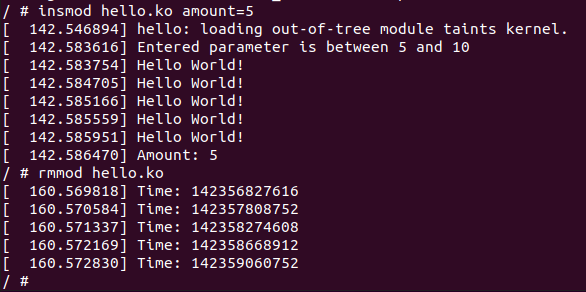 / # insmod hello.ko amount=5
[  142.546894] hello: loading out-of-tree module taints kernel.
[  142.583616] Entered parameter is between 5 and 10
[  142.583754] Hello World!
[  142.584705] Hello World!
[  142.585166] Hello World!
[  142.585559] Hello World!
[  142.585951] Hello World!
[  142.586470] Amount: 5
/ # rmmod hello.ko
[  160.569818] Time: 142356827616
[  160.570584] Time: 142357808752
[  160.571337] Time: 142358274608
[  160.572169] Time: 142358668912
[  160.572830] Time: 142359060752
/ #